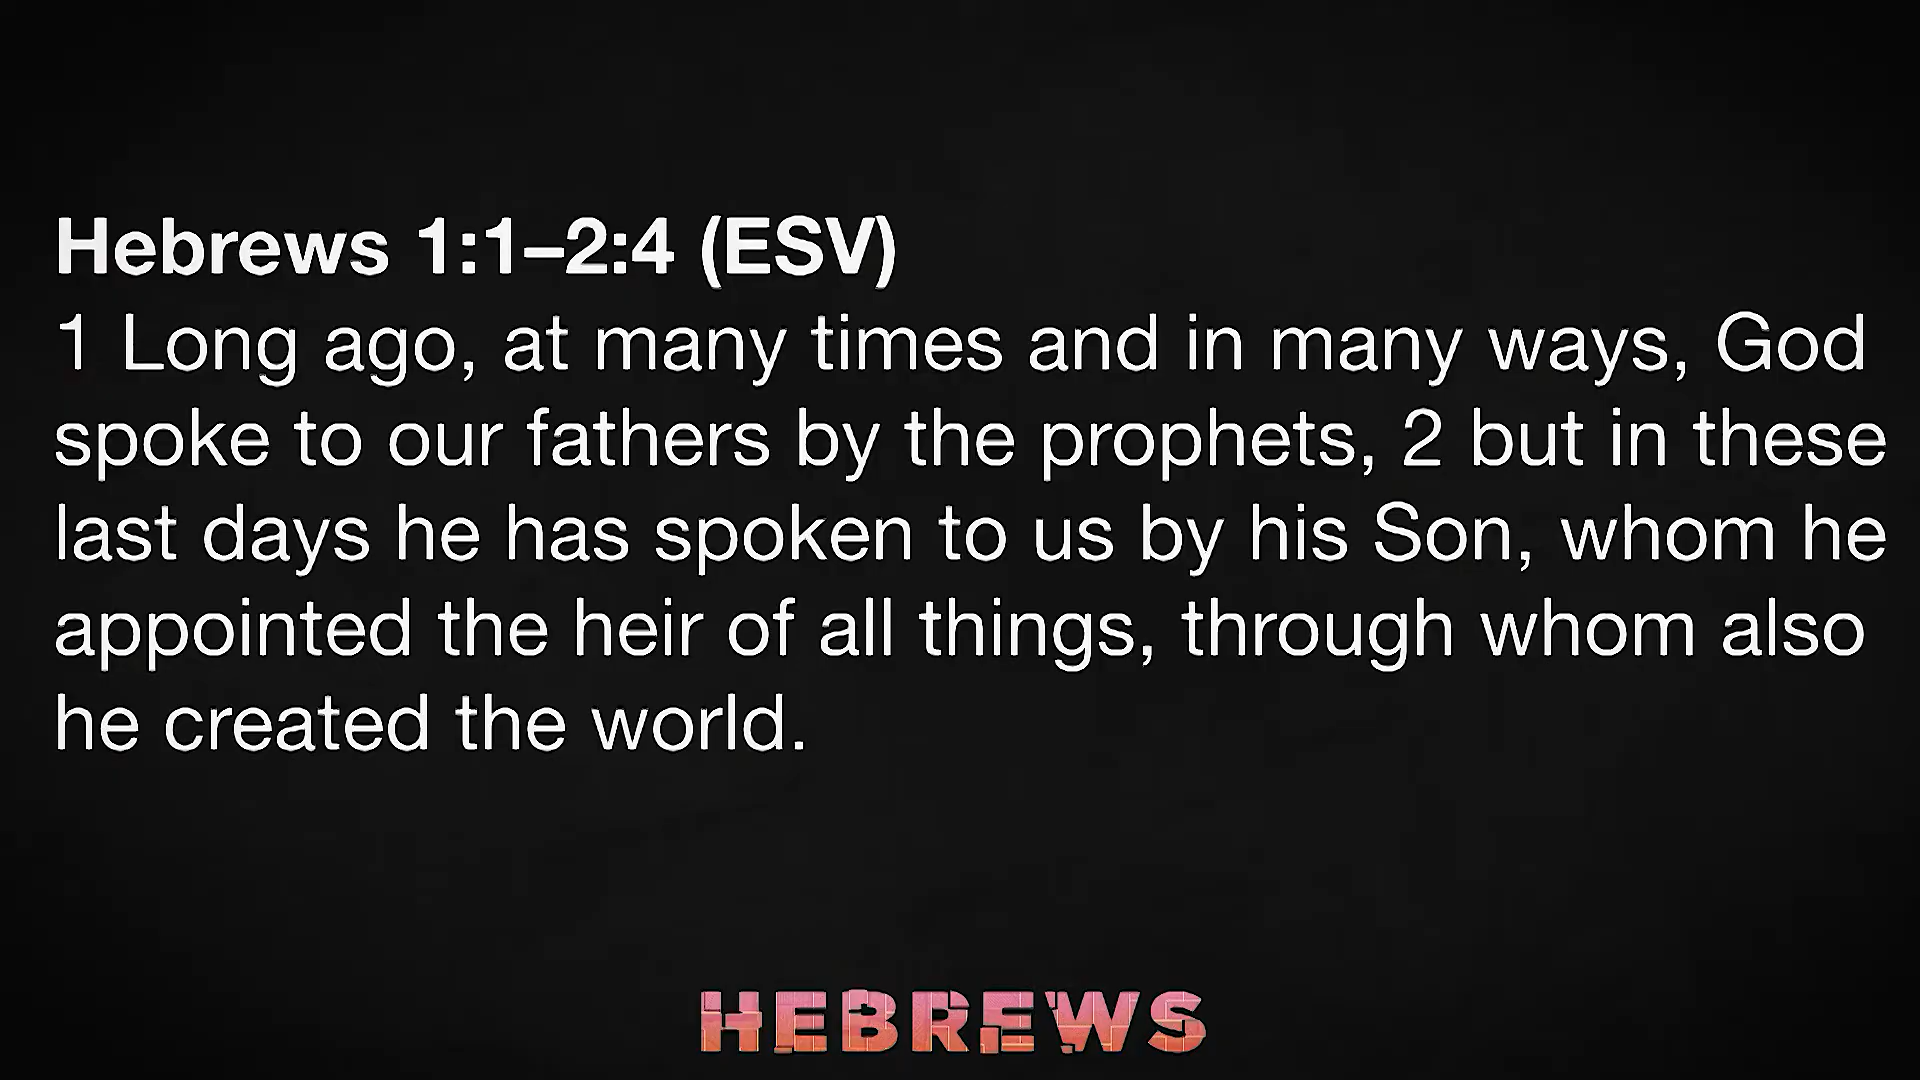 Hebrews 1:1–2:4 (ESV)
1 Long ago, at many times and in many ways, God
spoke to our fathers by the prophets, 2 but in these
last days he has spoken to us by his Son, whom he
appointed the heir of all things, through whom also
he created the world.
HEBREWS